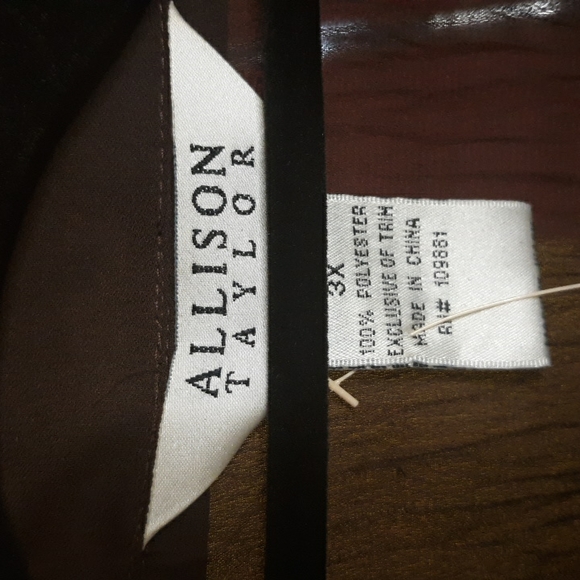 ALLISON
TAYLOR
3X
100% POLYESTER
EXCLUSIVE OF TRIM
MADE IN CHINA
RN# 109881